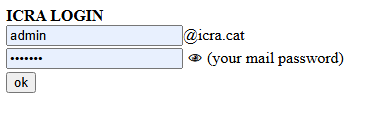 ICRA LOGIN
admin@icra.cat
••••••• (your mail password)
ok